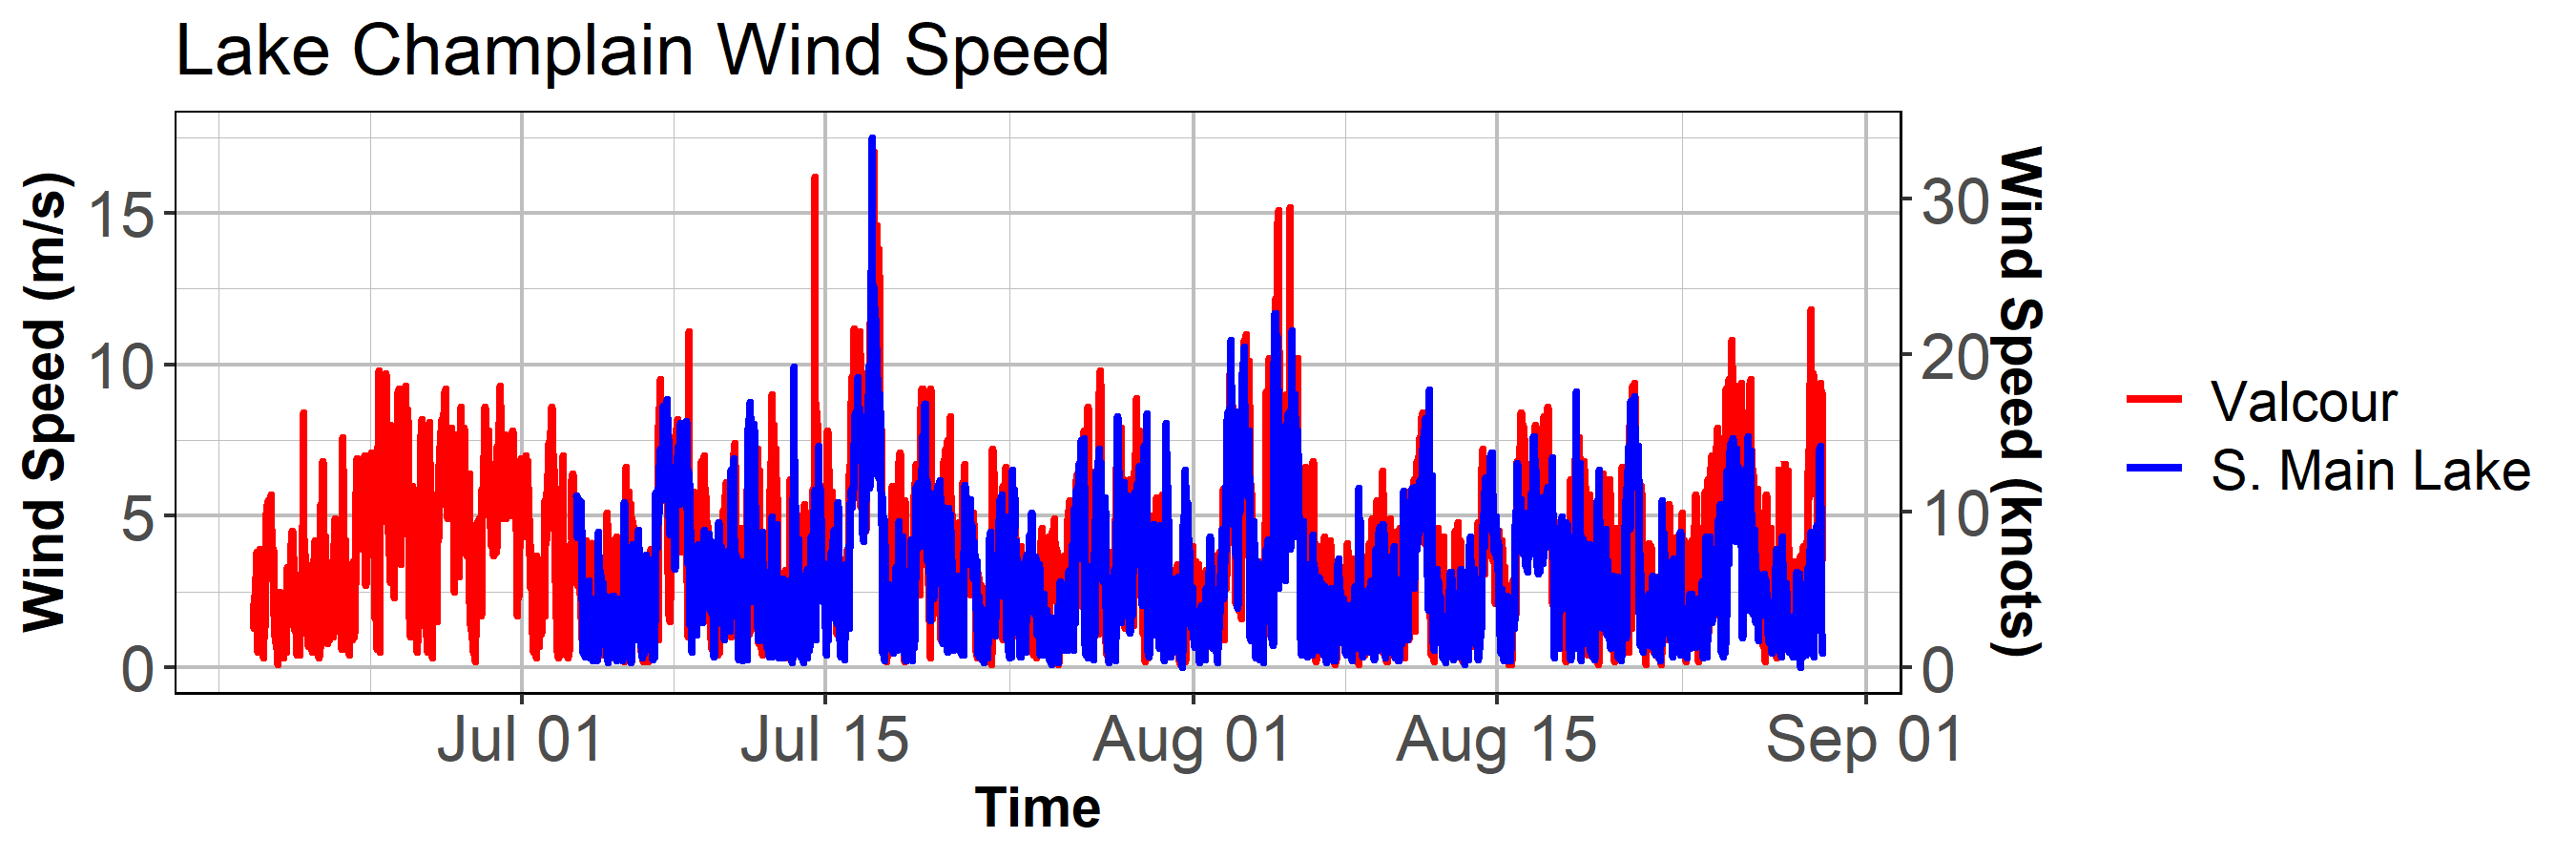 Lake Champlain Wind Speed
Wind Speed (m/s)
15
10
5
0
30
20
10
0
Wind Speed (knots)
Jul 01
Jul 15
Aug 01
Aug 15
Sep 01
Time
Valcour
S. Main Lake